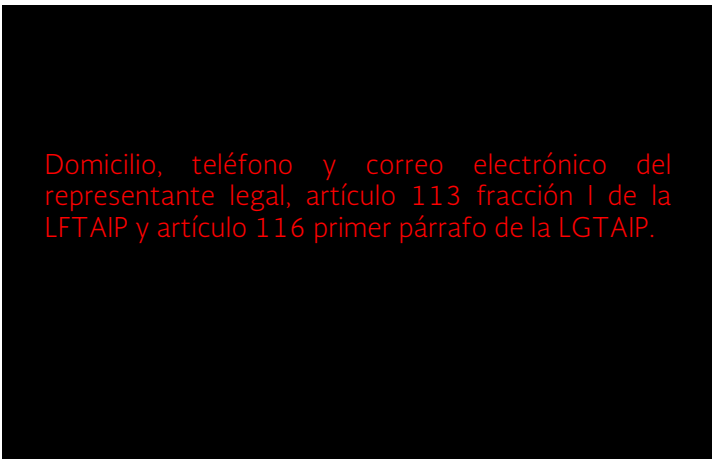 Domicilio, teléfono y correo electrónico del
representante legal, artículo 113 fracción I de la
LFTAIP y artículo 116 primer párrafo de la LGTAIP.